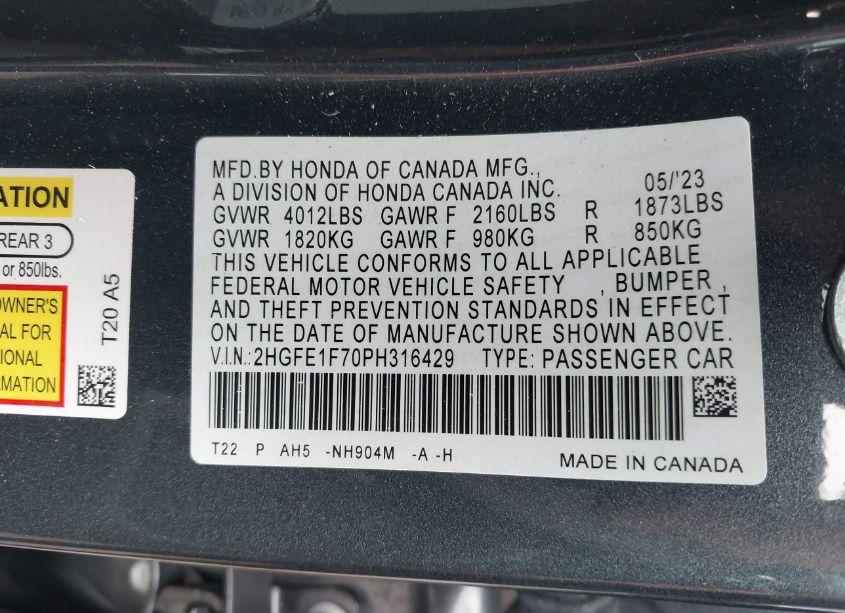 ATION
REAR 3
or 850lbs.
OWNER'S
AL FOR
IONAL
RMATION
T20 A5
MFD.BY HONDA OF CANADA MFG.,
A DIVISION OF HONDA CANADA INC. 05/'23
GVWR 4012LBS GAWR F 2160LBS R 1873LBS
GVWR 1820KG GAWR F 980KG R 850KG
THIS VEHICLE CONFORMS TO ALL APPLICABLE
FEDERAL MOTOR VEHICLE SAFETY , BUMPER ,
AND THEFT PREVENTION STANDARDS IN EFFECT
ON THE DATE OF MANUFACTURE SHOWN ABOVE.
V.I.N.:2HGFE1F70PH316429 TYPE: PASSENGER CAR
T22 P AH5 -NH904M -A -H
MADE IN CANADA